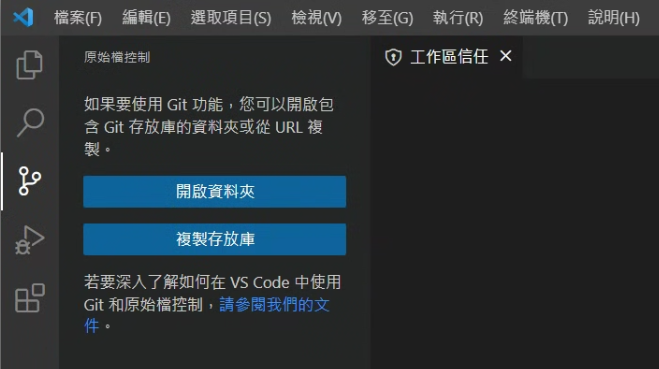 檔案(F) 編輯(E) 選取項目(S) 檢視(V) 移至(G) 執行(R) 終端機(T) 說明(H)
原始檔控制
工作區信任
如果要使用 Git 功能，您可以開啟包
含 Git 存放庫的資料夾或從 URL 複
製。
開啟資料夾
複製存放庫
若要深入了解如何在 VS Code 中使用
Git 和原始檔控制，請參閱我們的文
件。